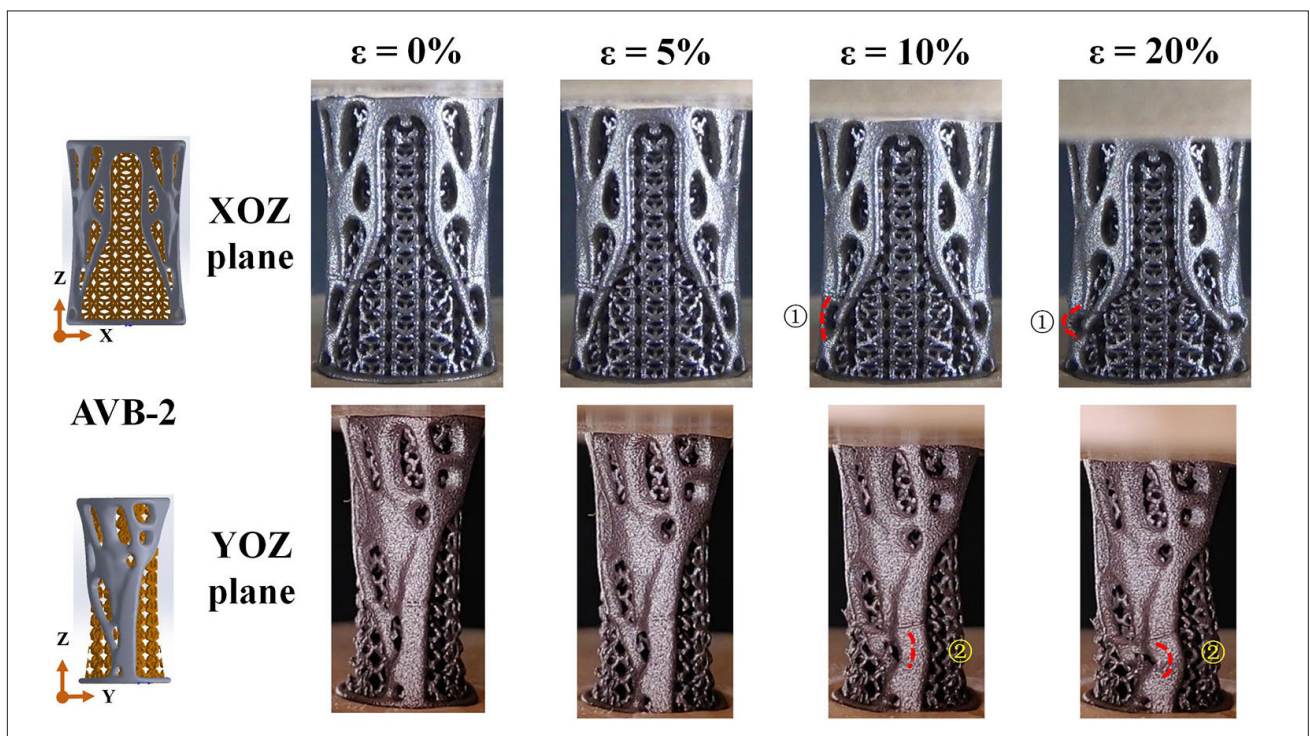 ε = 0% ε = 5% ε = 10% ε = 20%
XOZ
plane
Z
X
①
①
AVB-2
YOZ
plane
Z
Y
②
②